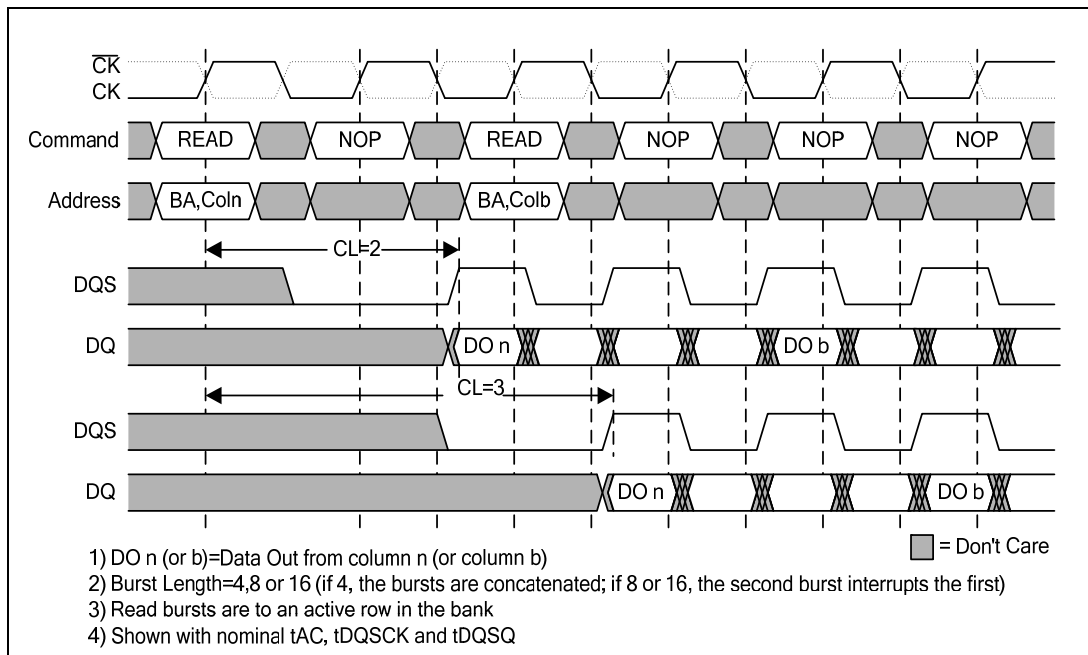 CK
CK
Command READ NOP READ NOP NOP NOP
Address BA,Coln BA,Colb
CL=2
DQS
DQ DO n DO b
CL=3
DQS
DQ DO n DO b
1) DO n (or b)=Data Out from column n (or column b)
= Don't Care
2) Burst Length=4,8 or 16 (if 4, the bursts are concatenated; if 8 or 16, the second burst interrupts the first)
3) Read bursts are to an active row in the bank
4) Shown with nominal tAC, tDQSCK and tDQSQ